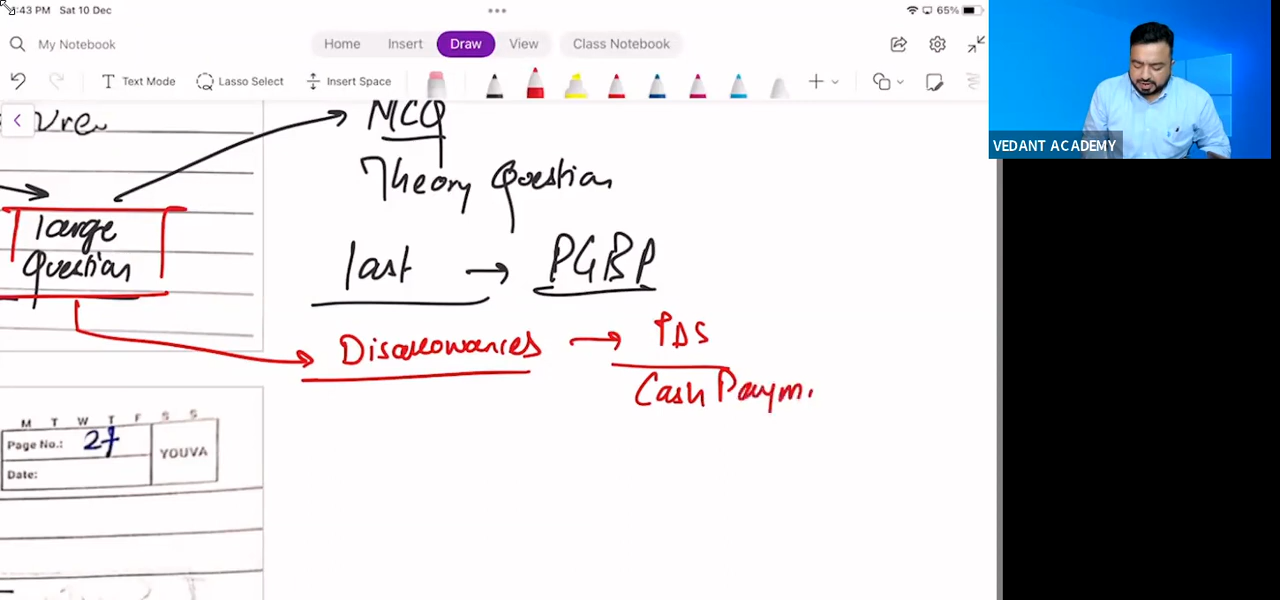 :43 PM Sat 10 Dec
65%
My Notebook
Home Insert Draw View Class Notebook
Text Mode Lasso Select Insert Space
VEDANT ACADEMY
MCQ
Theory Question
large
Question
last → PGBP
Disallowances → TDS
Cash Paym.
M T W T F S S
Page No.: 27
YOUVA
Date: